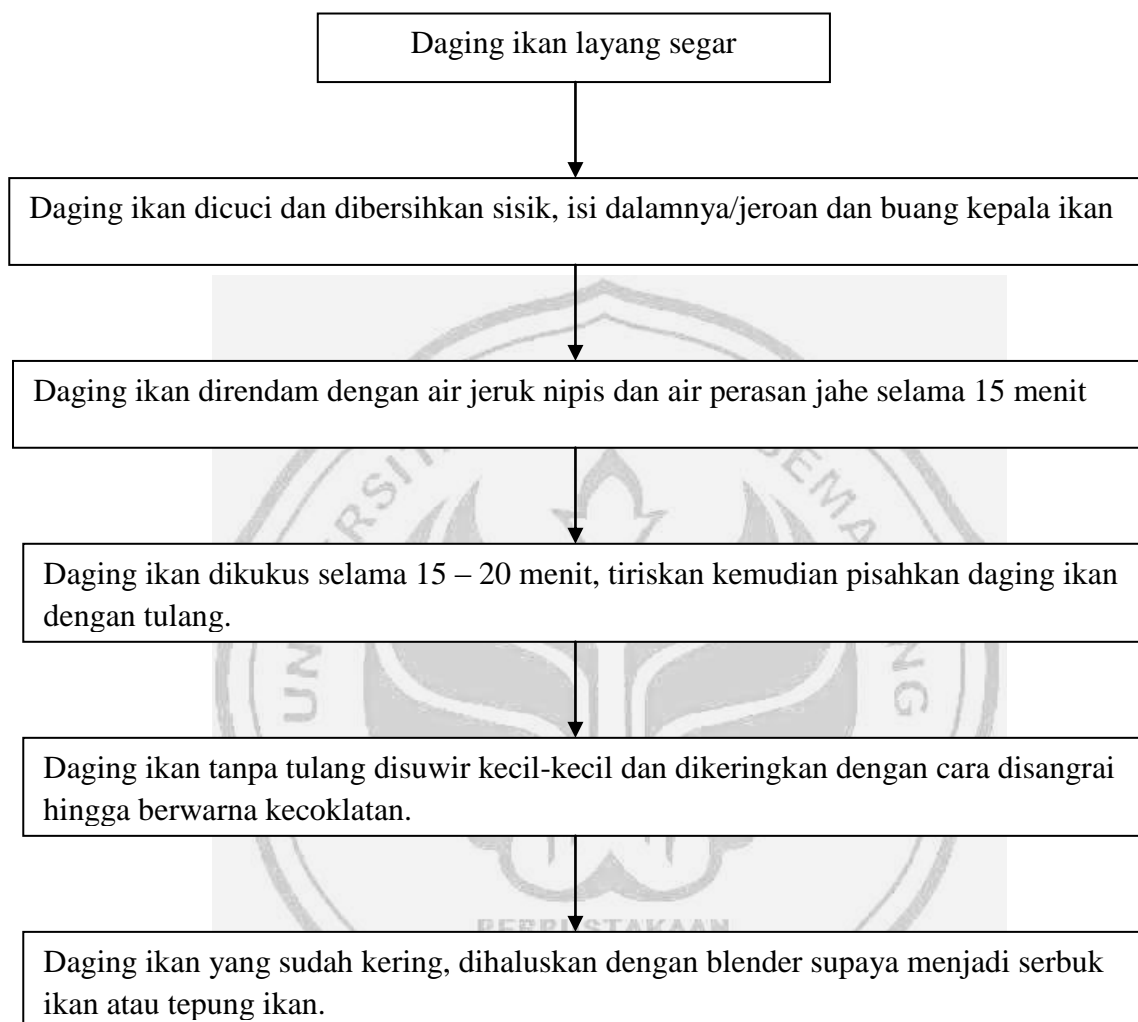 Daging ikan layang segar
Daging ikan dicuci dan dibersihkan sisik, isi dalamnya/jeroan dan buang kepala ikan
Daging ikan direndam dengan air jeruk nipis dan air perasan jahe selama 15 menit
Daging ikan dikukus selama 15 – 20 menit, tiriskan kemudian pisahkan daging ikan
dengan tulang.
Daging ikan tanpa tulang disuwir kecil-kecil dan dikeringkan dengan cara disangrai
hingga berwarna kecoklatan.
PERPUSTAKAAN
Daging ikan yang sudah kering, dihaluskan dengan blender supaya menjadi serbuk
ikan atau tepung ikan.